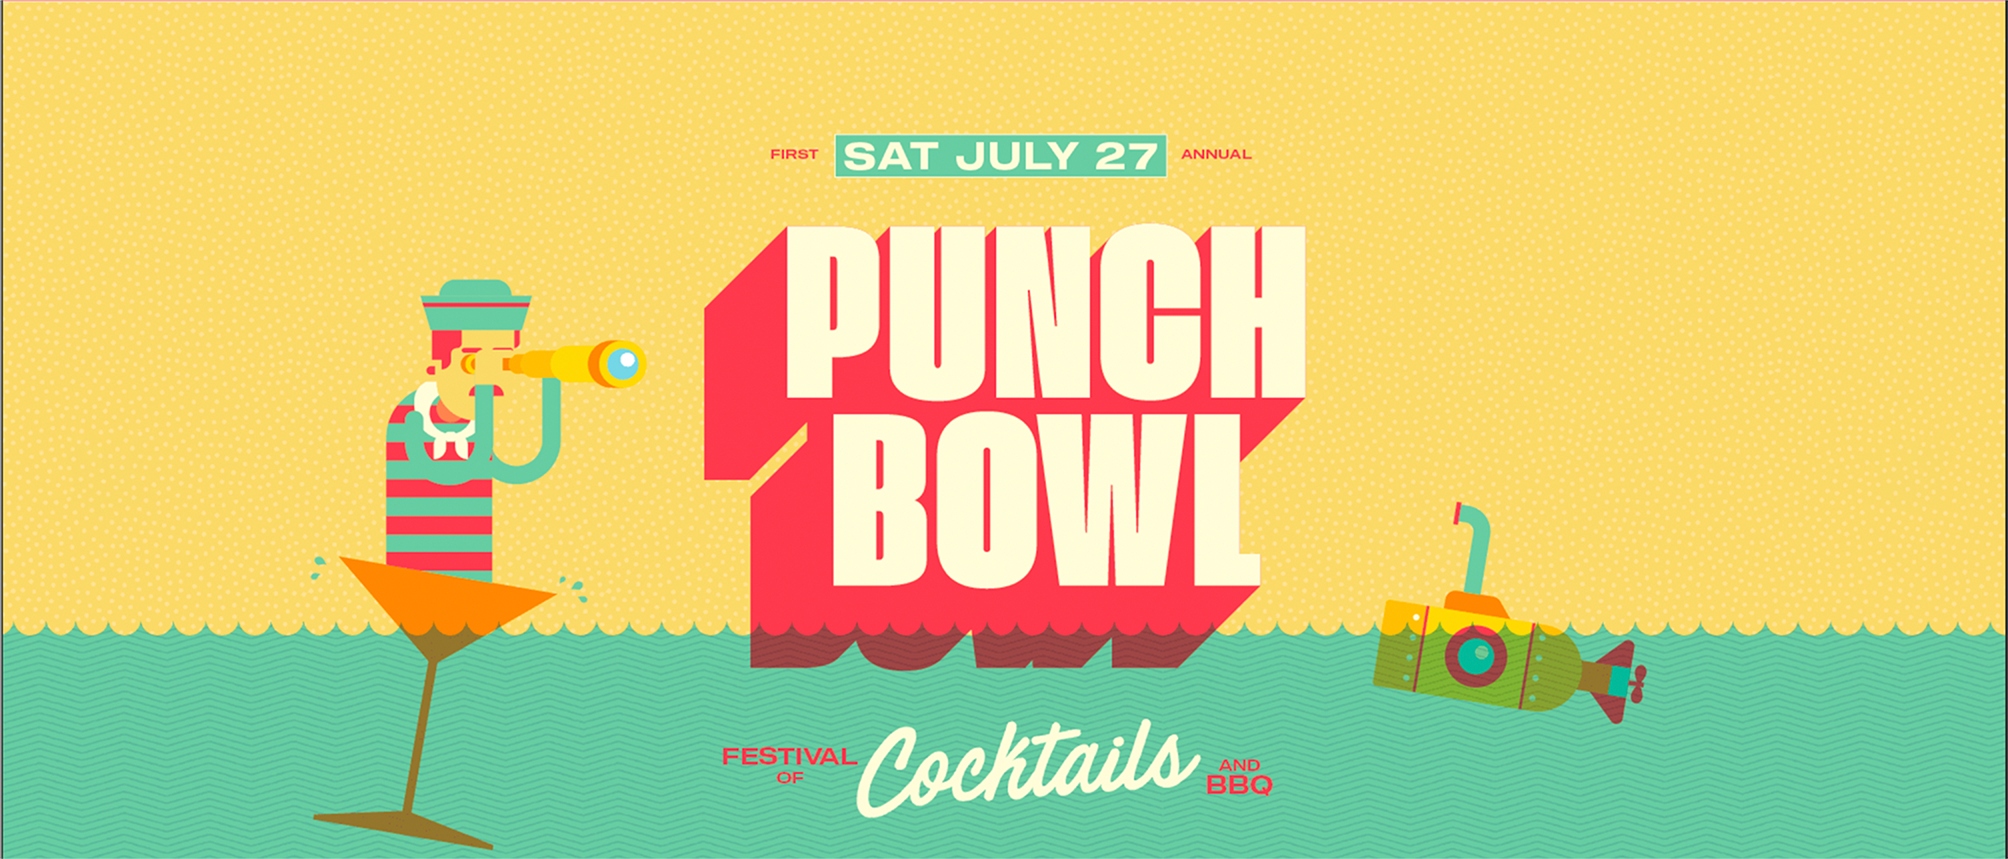 FIRST SAT JULY 27 ANNUAL
PUNCH
BOWL
FESTIVAL OF Cocktails AND BBQ